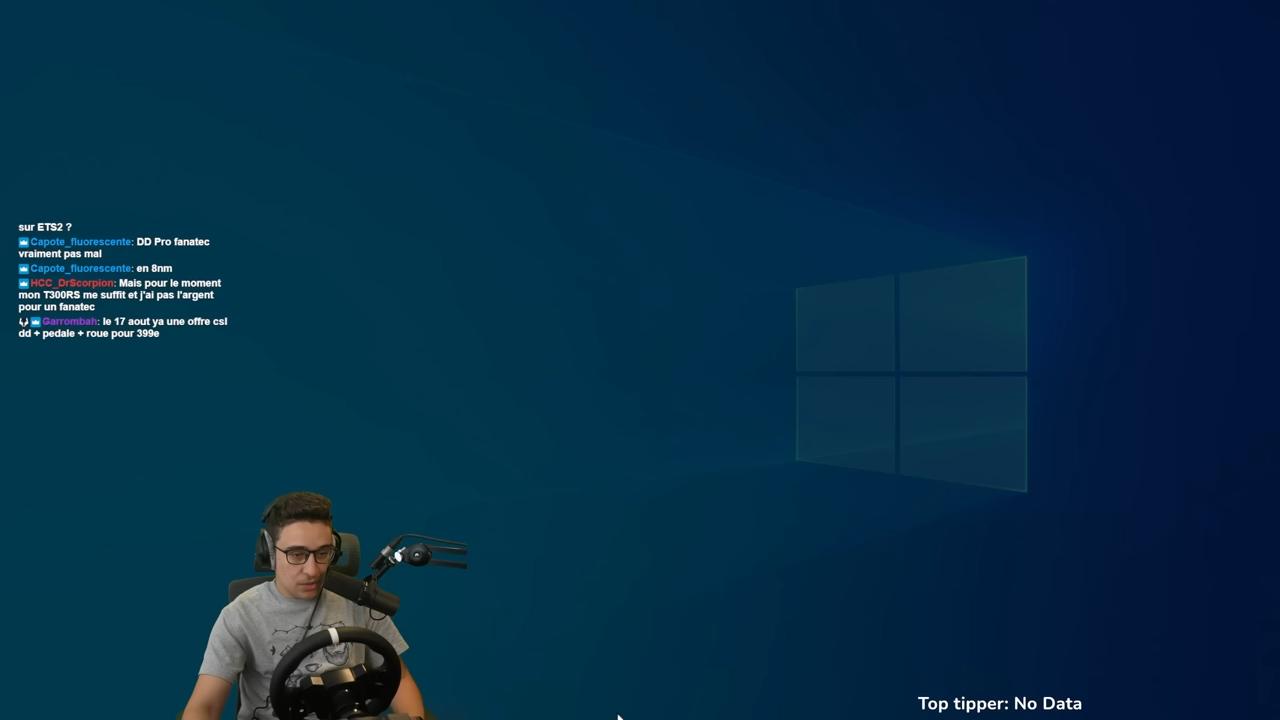 sur ETS2 ?
Capote_fluorescente: DD Pro fanatec
vraiment pas mal
Capote_fluorescente: en 8nm
HCC_DrScorpion: Mais pour le moment
mon T300RS me suffit et j'ai pas l'argent
pour un fanatec
Garrombah: le 17 aout ya une offre csl
dd + pedale + roue pour 399e
Top tipper: No Data